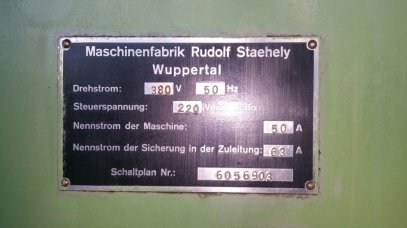 Maschinenfabrik Rudolf Staehely
Wuppertal
Drehstrom: 380 V 50 Hz
Steuerspannung: 220 V
Nennstrom der Maschine: 50 A
Nennstrom der Sicherung in der Zuleitung: 63 A
Schaltplan Nr.: 6056903